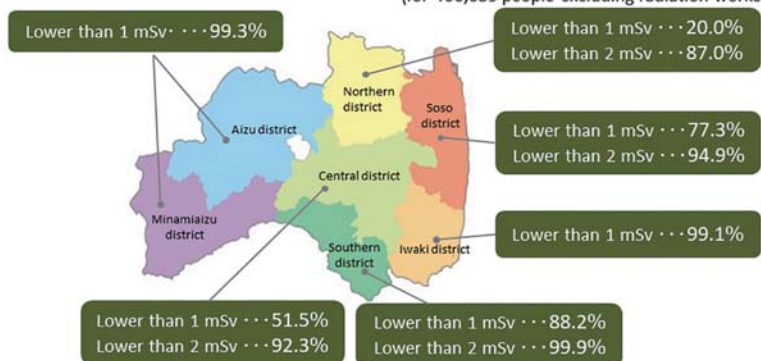 Lower than 1 mSv· ···99.3%
Lower than 1 mSv ···20.0%
Lower than 2 mSv ···87.0%
Northern
district
Soso
district
Aizu district
Lower than 1 mSv ···77.3%
Lower than 2 mSv ···94.9%
Central district
Minamiaizu
district
Lower than 1 mSv ···99.1%
Southern
district
Iwaki district
Lower than 1 mSv ···51.5%
Lower than 2 mSv ···92.3%
Lower than 1 mSv ···88.2%
Lower than 2 mSv ···99.9%